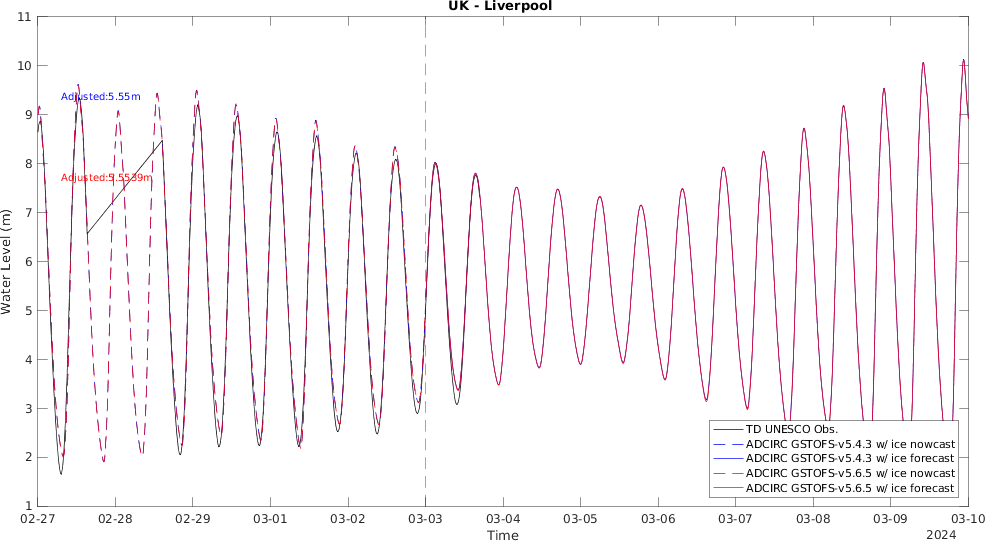 UK - Liverpool
11
10
9
8
7
6
5
4
3
2
1
Water Level (m)
Adjusted:5.55m
Adjusted:5.5539m
TD UNESCO Obs.
ADCIRC GSTOFS-v5.4.3 w/ ice nowcast
ADCIRC GSTOFS-v5.4.3 w/ ice forecast
ADCIRC GSTOFS-v5.6.5 w/ ice nowcast
ADCIRC GSTOFS-v5.6.5 w/ ice forecast
02-27 02-28 02-29 03-01 03-02 03-03 03-04 03-05 03-06 03-07 03-08 03-09 03-10
Time
2024